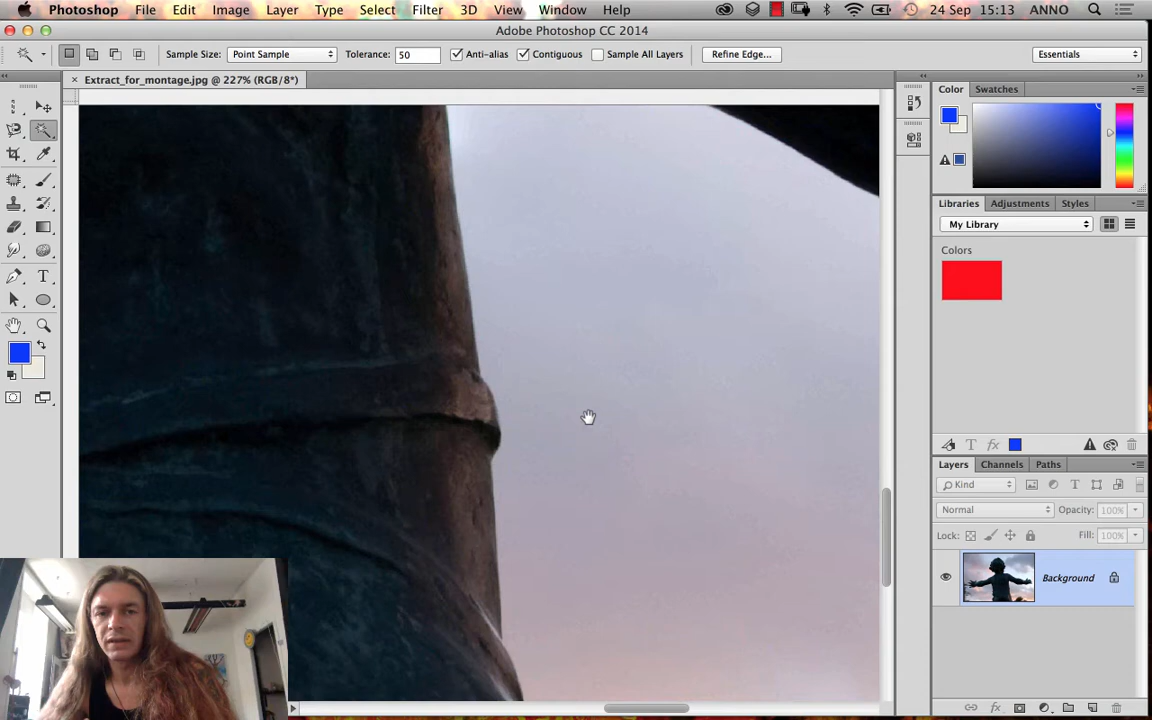 Photoshop File Edit Image Layer Type Select Filter 3D View Window Help 24 Sep 15:13 ANNO
Adobe Photoshop CC 2014
Sample Size: Point Sample Tolerance: 50 Anti-alias Contiguous Sample All Layers Refine Edge... Essentials
× Extract_for_montage.jpg @ 227% (RGB/8*)
Color Swatches
Libraries Adjustments Styles
My Library
Colors
T fx
Layers Channels Paths
Kind T
Normal Opacity: 100%
Lock: Fill: 100%
Background
fx
T